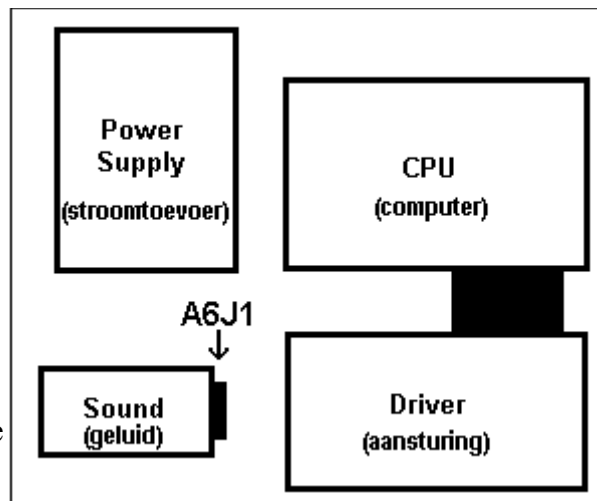 Power
Supply
(stroomtoevoer)
CPU
(computer)
A6J1
Sound
(geluid)
Driver
(aansturing)
e